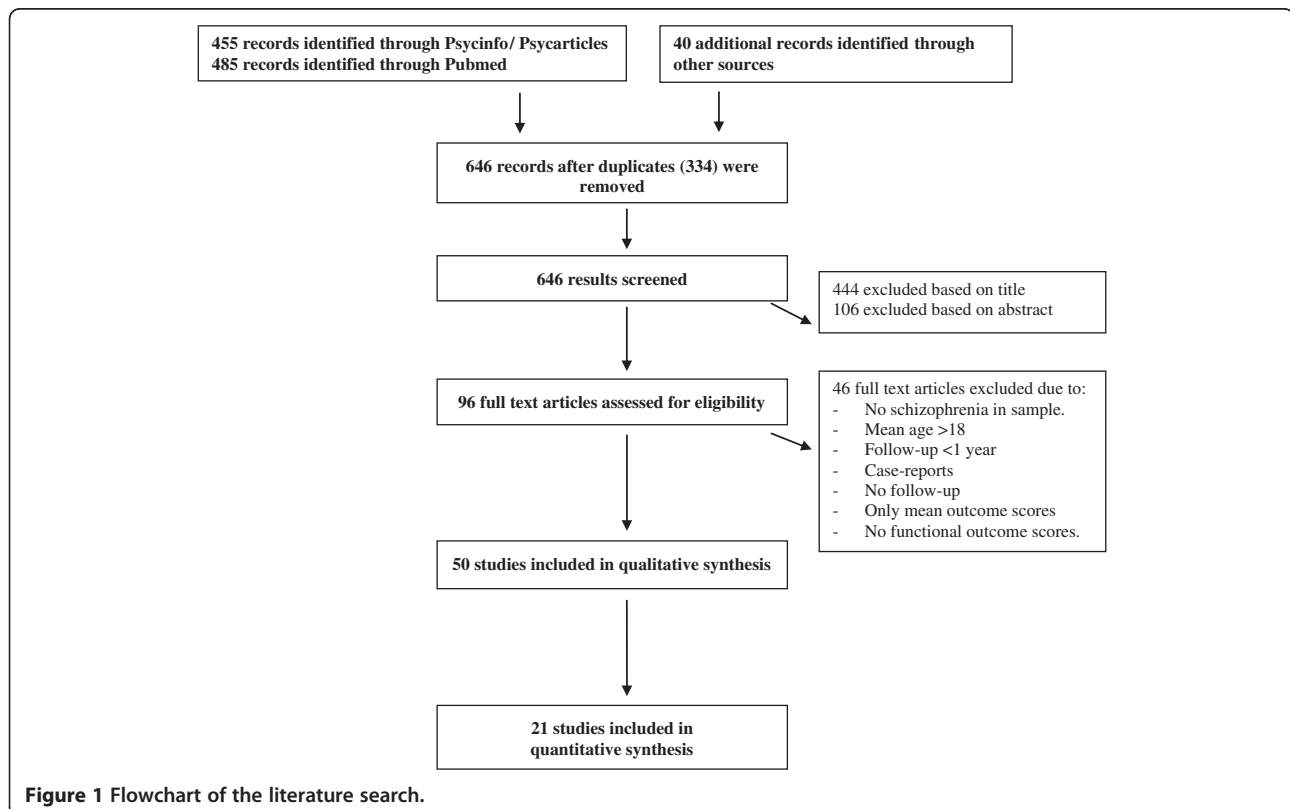 455 records identified through Psycinfo/ Psycarticles
485 records identified through Pubmed
40 additional records identified through
other sources
646 records after duplicates (334) were
removed
646 results screened
444 excluded based on title
106 excluded based on abstract
96 full text articles assessed for eligibility
46 full text articles excluded due to:
- No schizophrenia in sample.
- Mean age >18
- Follow-up <1 year
- Case-reports
- No follow-up
- Only mean outcome scores
- No functional outcome scores.
50 studies included in qualitative synthesis
21 studies included in
quantitative synthesis
Figure 1 Flowchart of the literature search.